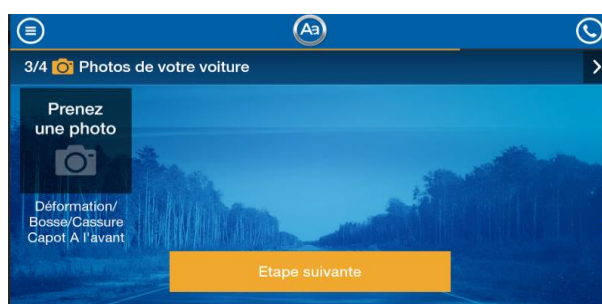 Aa
3/4 Photos de votre voiture
Prenez
une photo
Déformation/
Bosse/Cassure
Capot A l'avant
Etape suivante